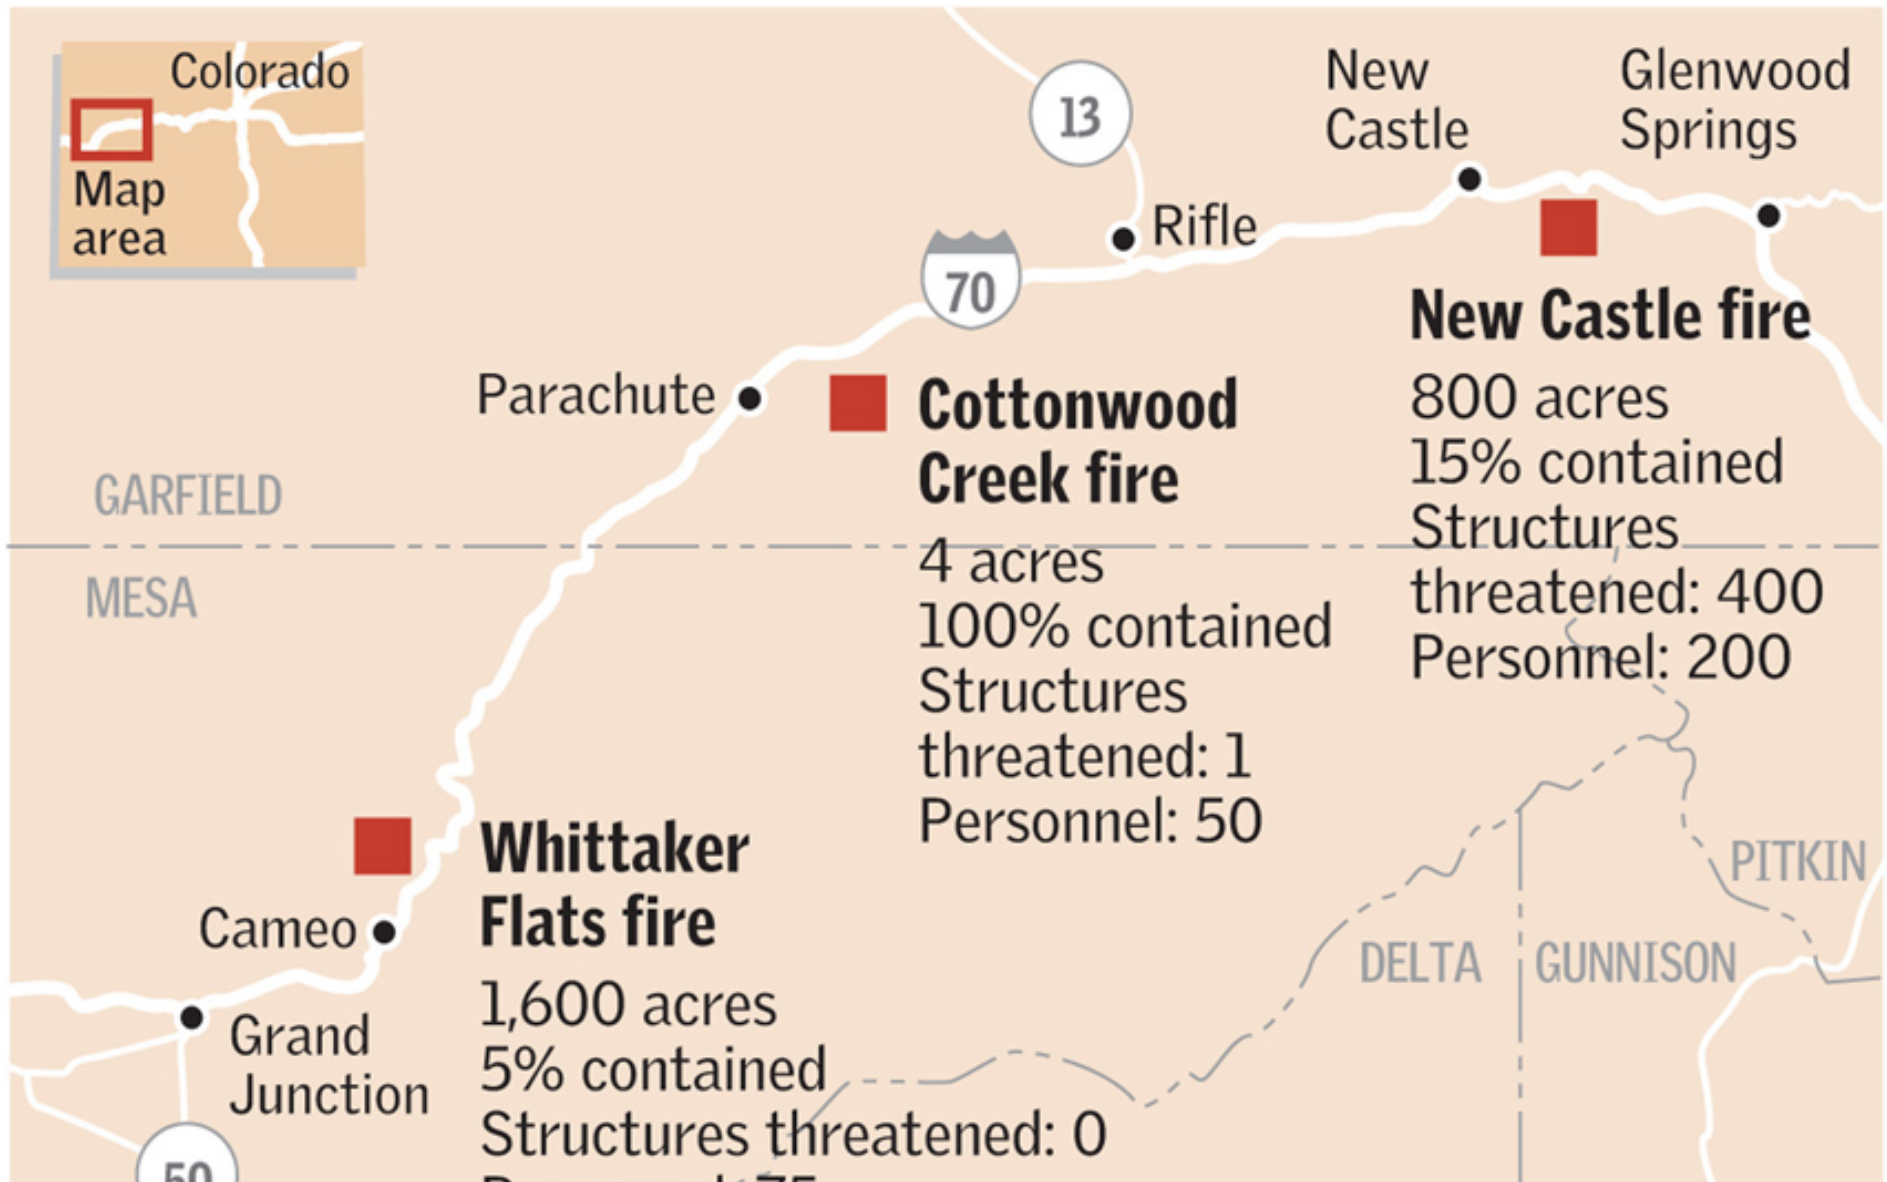 Colorado
Map
area
13
New
Castle
Glenwood
Springs
Rifle
70
New Castle fire
800 acres
15% contained
Structures
threatened: 400
Personnel: 200
Parachute
Cottonwood
Creek fire
4 acres
100% contained
Structures
threatened: 1
Personnel: 50
GARFIELD
MESA
Whittaker
Flats fire
1,600 acres
5% contained
Structures threatened: 0
Cameo
Grand
Junction
50
PITKIN
DELTA
GUNNISON